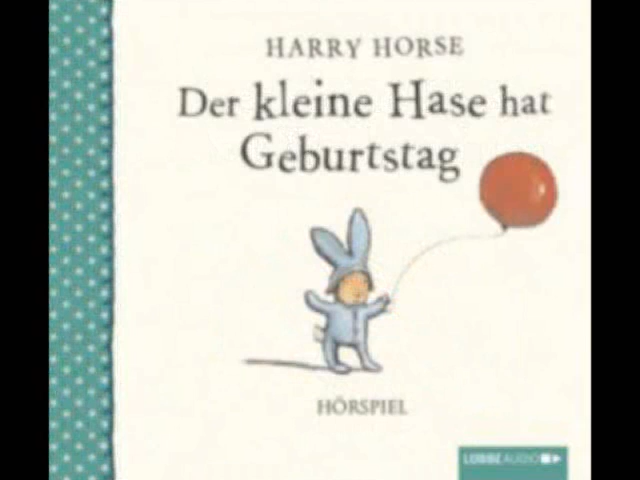 HARRY HORSE
Der kleine Hase hat
Geburtstag
HÖRSPIEL
LÜBBE AUDIO